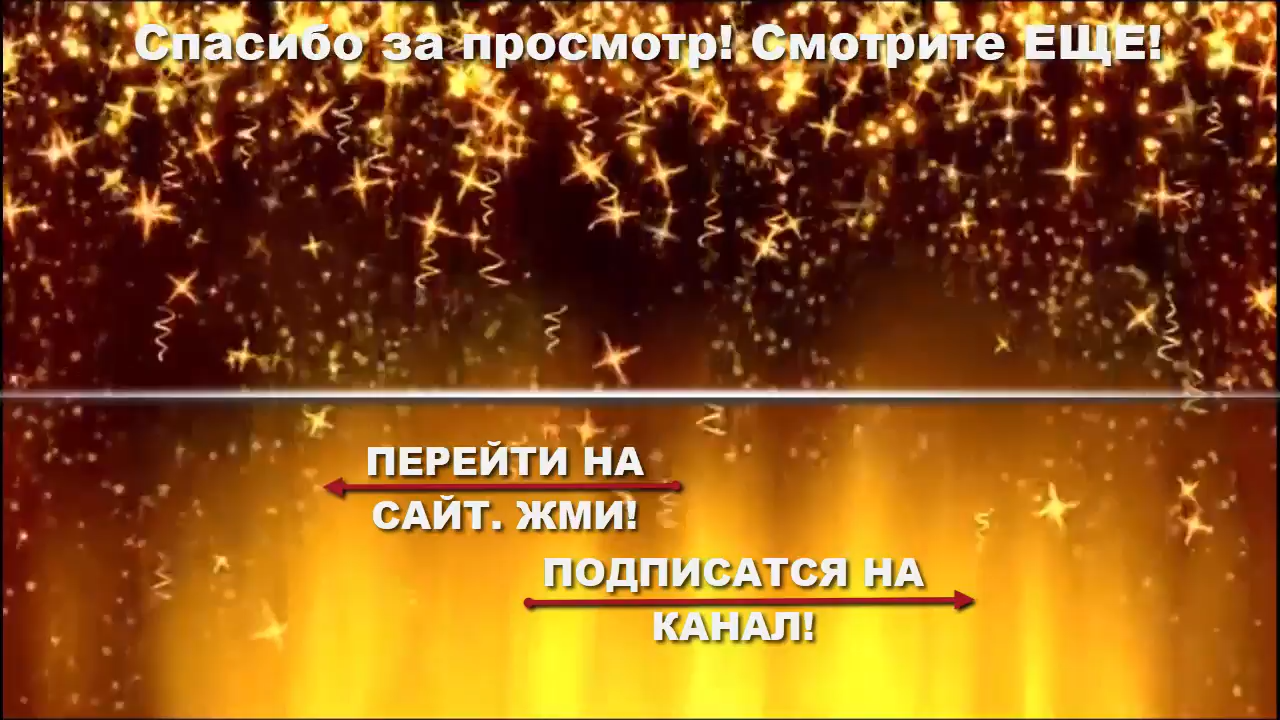 Спасибо за просмотр! Смотрите ЕЩЕ!
ПЕРЕЙТИ НА
САЙТ. ЖМИ!
ПОДПИСАТСЯ НА
КАНАЛ!